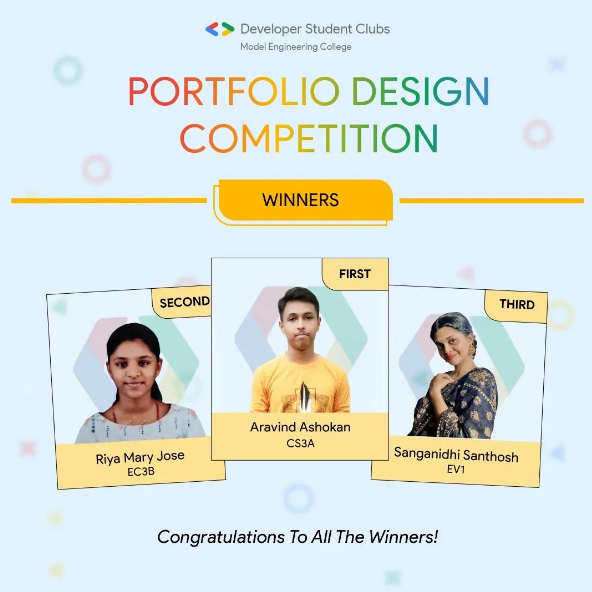 Developer Student Clubs
Model Engineering College
PORTFOLIO DESIGN
COMPETITION
WINNERS
SECOND
Riya Mary Jose
EC3B
FIRST
Aravind Ashokan
CS3A
THIRD
Sanganidhi Santhosh
EV1
Congratulations To All The Winners!